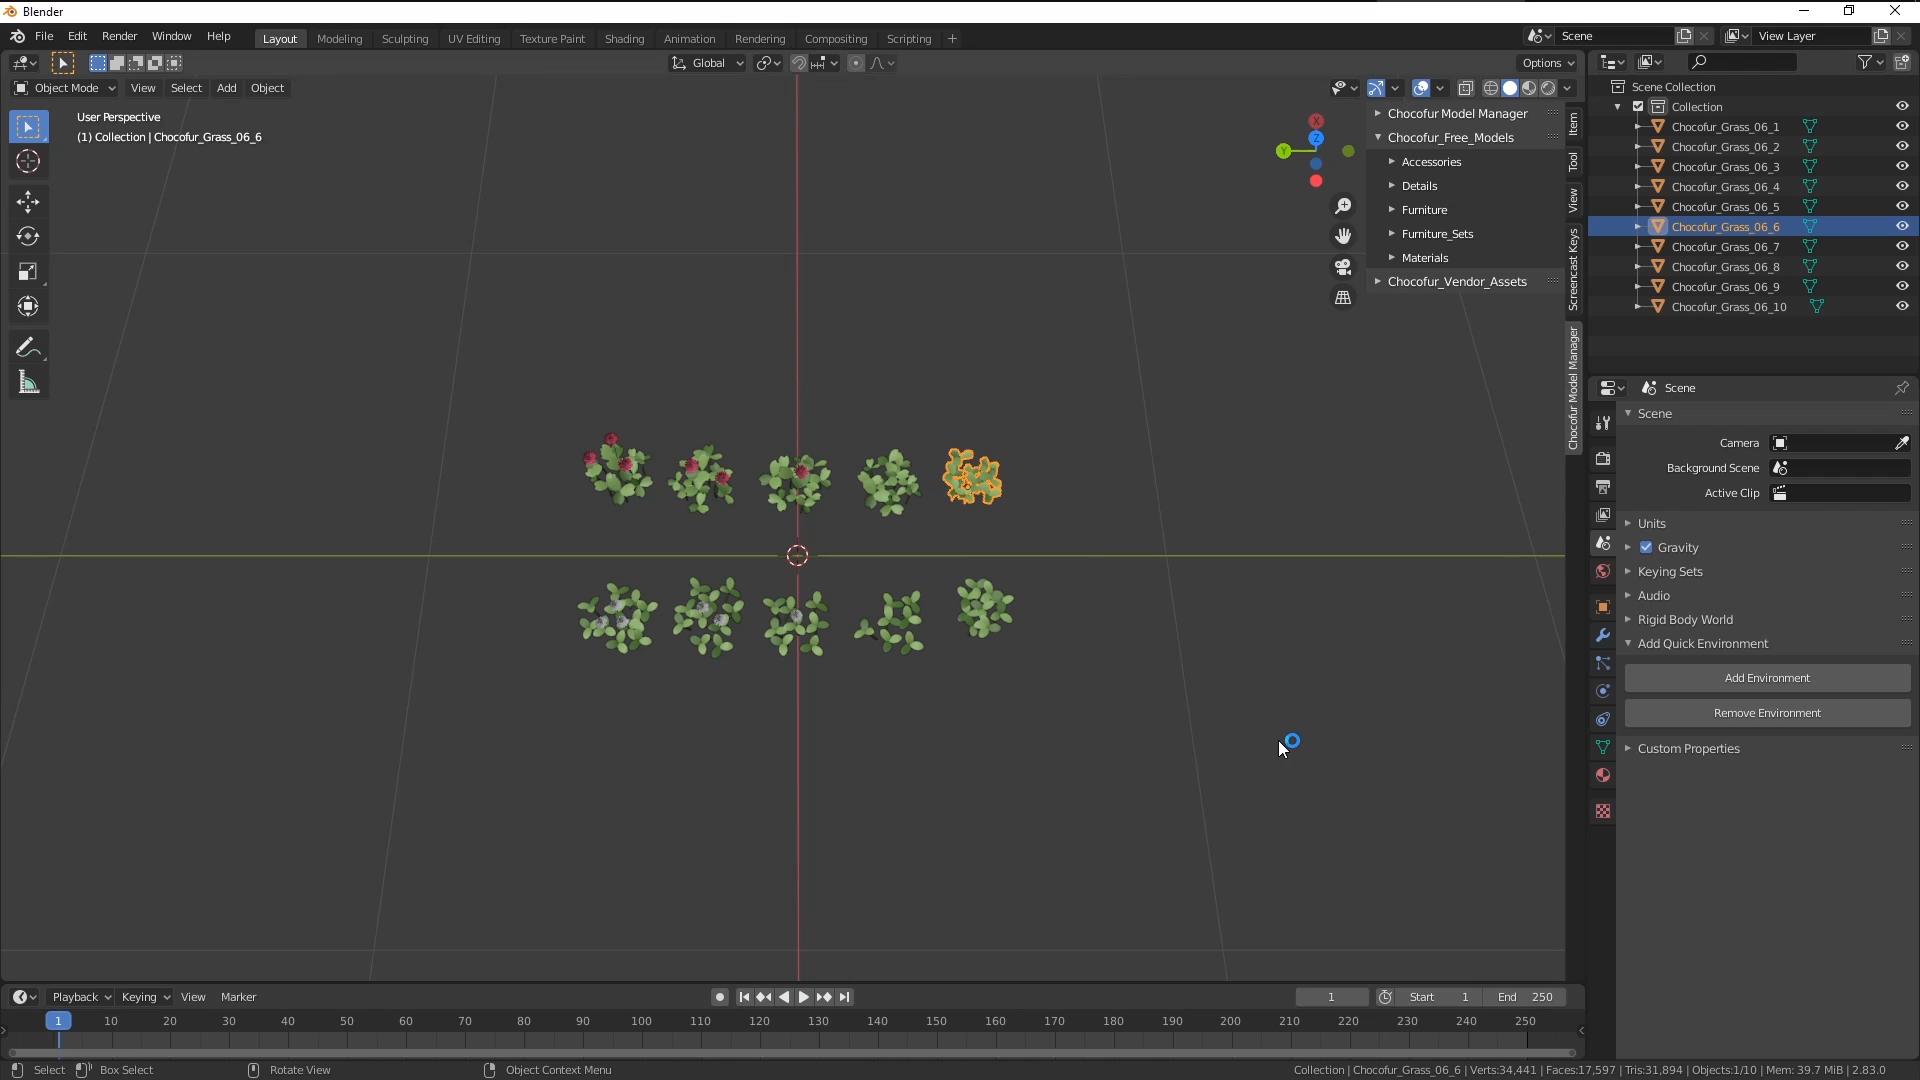 Blender
File Edit Render Window Help Layout Modeling Sculpting UV Editing Texture Paint Shading Animation Rendering Compositing Scripting + Scene View Layer
Global Options
Object Mode View Select Add Object
User Perspective
(1) Collection | Chocofur_Grass_06_6
X
Z
Y
Chocofur Model Manager
Chocofur_Free_Models
Accessories
Details
Furniture
Furniture_Sets
Materials
Chocofur_Vendor_Assets
Item
Tool
View
Screencast Keys
Chocofur Model Manager
Scene Collection
Collection
Chocofur_Grass_06_1
Chocofur_Grass_06_2
Chocofur_Grass_06_3
Chocofur_Grass_06_4
Chocofur_Grass_06_5
Chocofur_Grass_06_6
Chocofur_Grass_06_7
Chocofur_Grass_06_8
Chocofur_Grass_06_9
Chocofur_Grass_06_10
Scene
Scene
Camera
Background Scene
Active Clip
Units
Gravity
Keying Sets
Audio
Rigid Body World
Add Quick Environment
Add Environment
Remove Environment
Custom Properties
Playback Keying View Marker 1 Start 1 End 250
1 10 20 30 40 50 60 70 80 90 100 110 120 130 140 150 160 170 180 190 200 210 220 230 240 250
Select Box Select Rotate View Object Context Menu Collection | Chocofur_Grass_06_6 | Verts:34,441 | Faces:17,597 | Tris:31,894 | Objects:1/10 | Mem: 39.7 MiB | 2.83.0